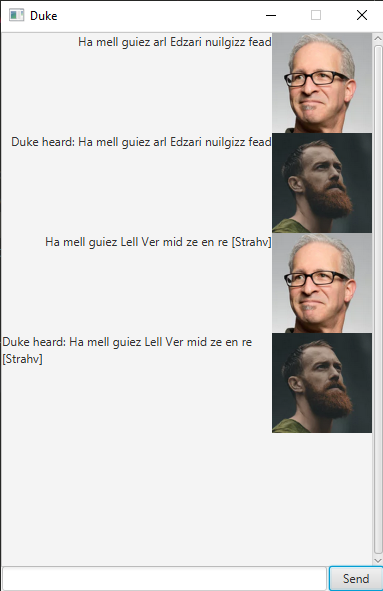 Duke
Ha mell guiez arl Edzari nuilgizz fead
Duke heard: Ha mell guiez arl Edzari nuilgizz fead
Ha mell guiez Lell Ver mid ze en re [Strahv]
Duke heard: Ha mell guiez Lell Ver mid ze en re
[Strahv]
Send